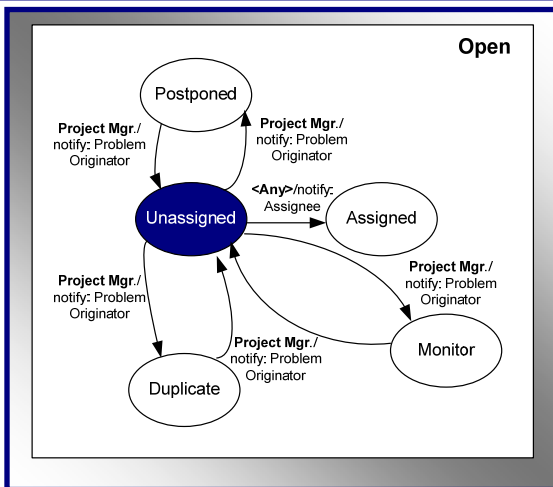 Open
Postponed
Project Mgr./
notify: Problem
Originator
Project Mgr./
notify: Problem
Originator
<Any>/notify:
Assignee
Unassigned
Assigned
Project Mgr./
notify: Problem
Originator
Project Mgr./
notify: Problem
Originator
Project Mgr./
notify: Problem
Originator
Monitor
Duplicate